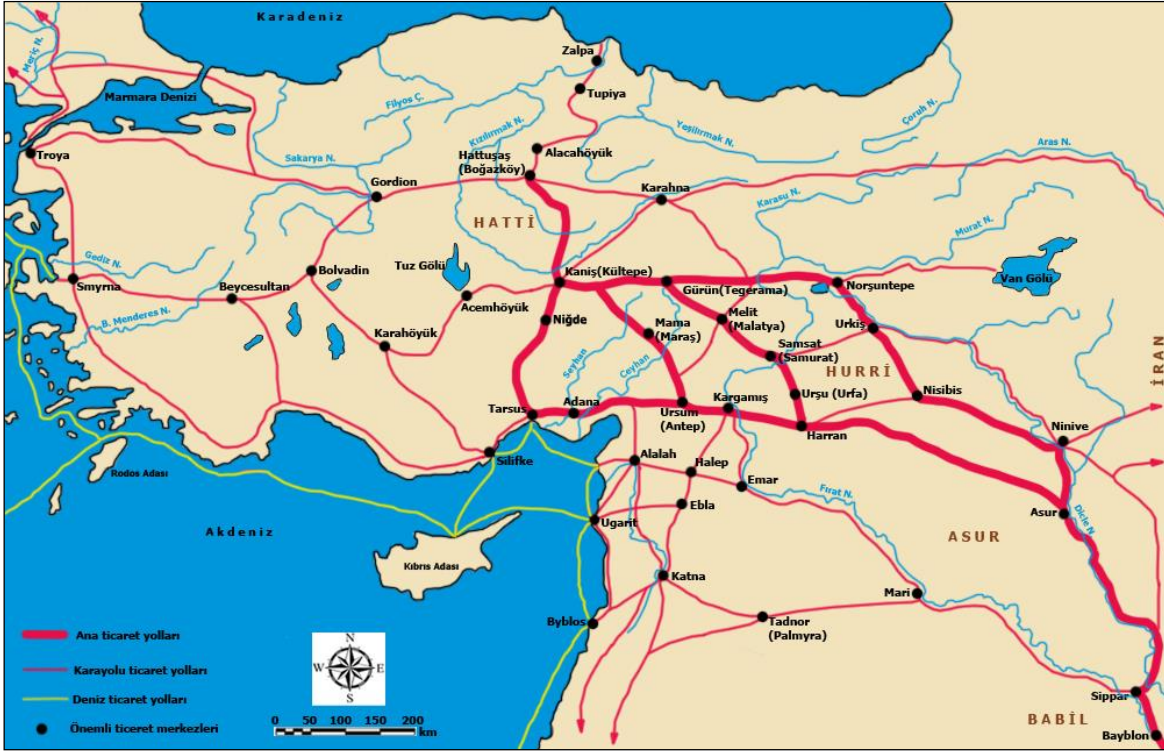 Karadeniz
Zalpa
Meriç N.
Marmara Denizi
Filyos Ç.
Tupiya
Çoruh N.
Kızılırmak N.
Yeşilırmak N.
Troya
Sakarya N.
Alacahöyük
Hattuşaş
(Boğazköy)
Aras N.
Gordion
Karahna
Karasu N.
HATTİ
Murat N.
Gediz N.
Tuz Gölü
Bolvadin
Kaniş(Kültepe)
Van Gölü
Smyrna
Beycesultan
Acemhöyük
Gürün(Tegerama)
Norşuntepe
B. Menderes N.
Niğde
Mama
(Maraş)
Melit
(Malatya)
Urkiş
Karahöyük
Seyhan
Ceyhan
Samsat
(Samurat)
HURRİ
İRAN
Tarsus
Adana
Ursum
(Antep)
Kargamış
Urşu (Urfa)
Nisibis
Harran
Ninive
Silifke
Rodos Adası
Alalah
Halep
Emar
Fırat N.
Asur
Dicle N.
Ugarit
Ebla
Akdeniz
ASUR
Kıbrıs Adası
Katna
Mari
Byblos
Tadnor
(Palmyra)
Ana ticaret yolları
Karayolu ticaret yolları
Deniz ticaret yolları
Önemli ticeret merkezleri
N
W
E
S
0 50 100 150 200
km
Sippar
BABİL
Bayblon